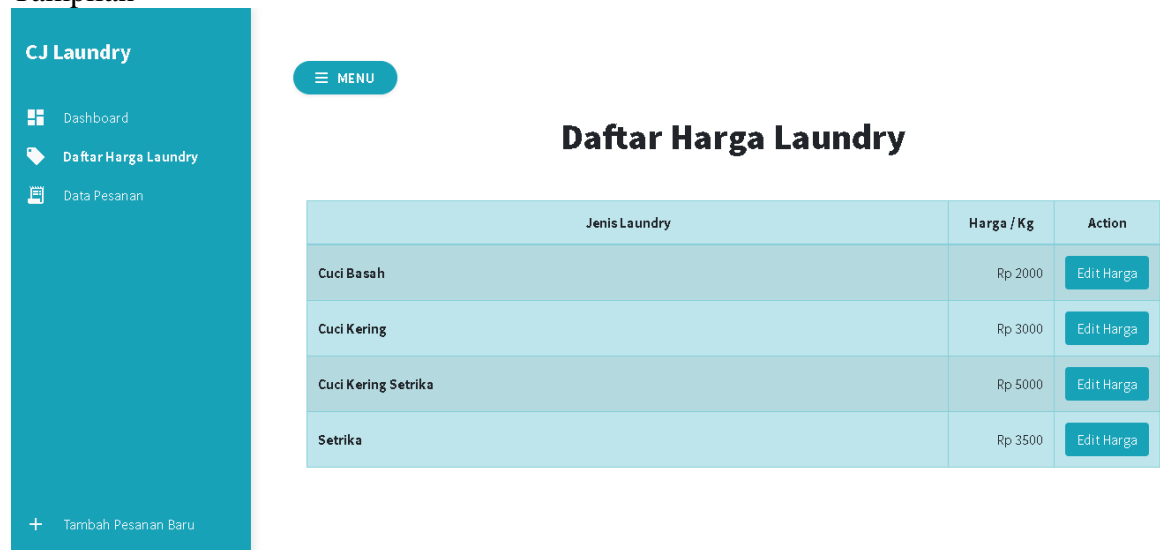 Tampilan
CJ Laundry
MENU
Dashboard
Daftar Harga Laundry
Data Pesanan
Tambah Pesanan Baru
Daftar Harga Laundry
Jenis Laundry Harga / Kg Action
Cuci Basah Rp 2000 Edit Harga
Cuci Kering Rp 3000 Edit Harga
Cuci Kering Setrika Rp 5000 Edit Harga
Setrika Rp 3500 Edit Harga